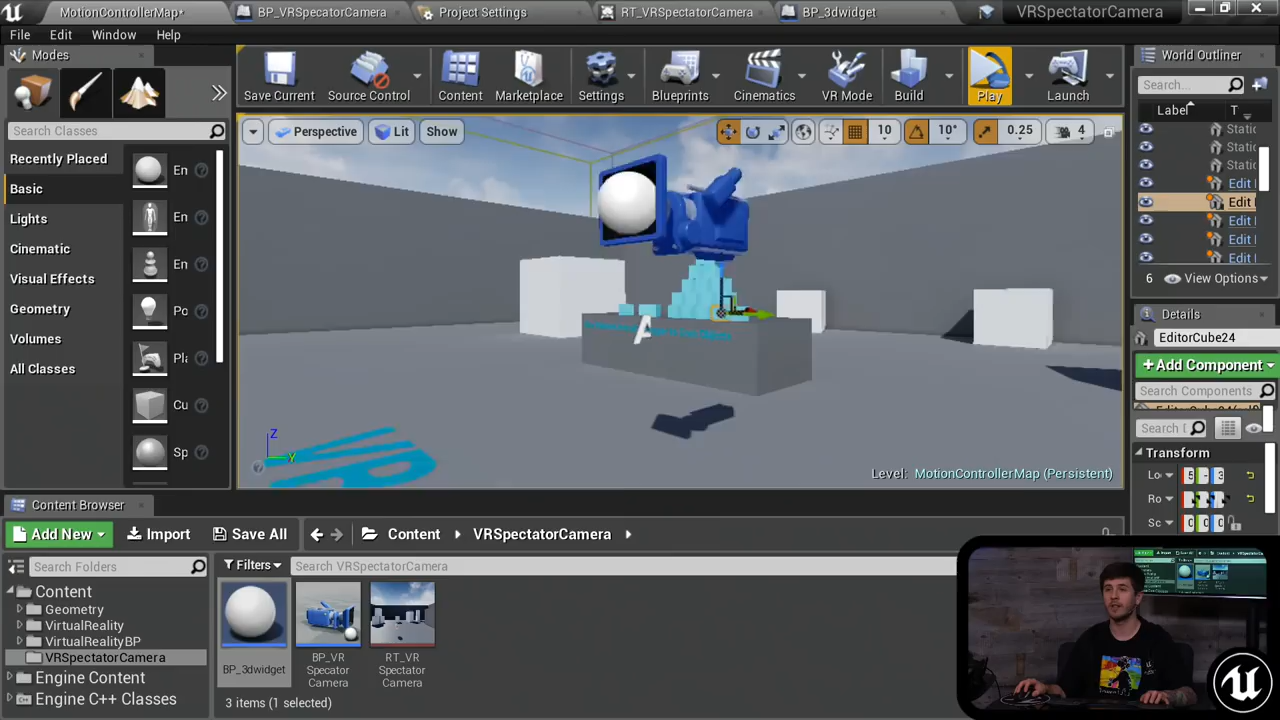 MotionControllerMap*
BP_VRSpecatorCamera
Project Settings
RT_VRSpectatorCamera
BP_3dwidget
VRSpectatorCamera
File Edit Window Help
Modes
Save Current
Source Control
Content
Marketplace
Settings
Blueprints
Cinematics
VR Mode
Build
Play
Launch
World Outliner
Search...
Label
T
Search Classes
Perspective
Lit
Show
10
10°
0.25
4
Recently Placed
Basic
Lights
Cinematic
Visual Effects
Geometry
Volumes
All Classes
En
En
En
Po
Pla
Cu
Sp
Static
Static
Static
Edit
Edit
Edit
Edit
Edit
6
View Options
Details
EditorCube24
+Add Component
Search Components
Search
Transform
Lo
Ro
Sc
Z
Y
Level: MotionControllerMap (Persistent)
Content Browser
Add New
Import
Save All
Content
VRSpectatorCamera
Search Folders
Filters
Search VRSpectatorCamera
Content
Geometry
VirtualReality
VirtualRealityBP
VRSpectatorCamera
Engine Content
Engine C++ Classes
BP_3dwidget
BP_VR
Specator
Camera
RT_VR
Spectator
Camera
3 items (1 selected)